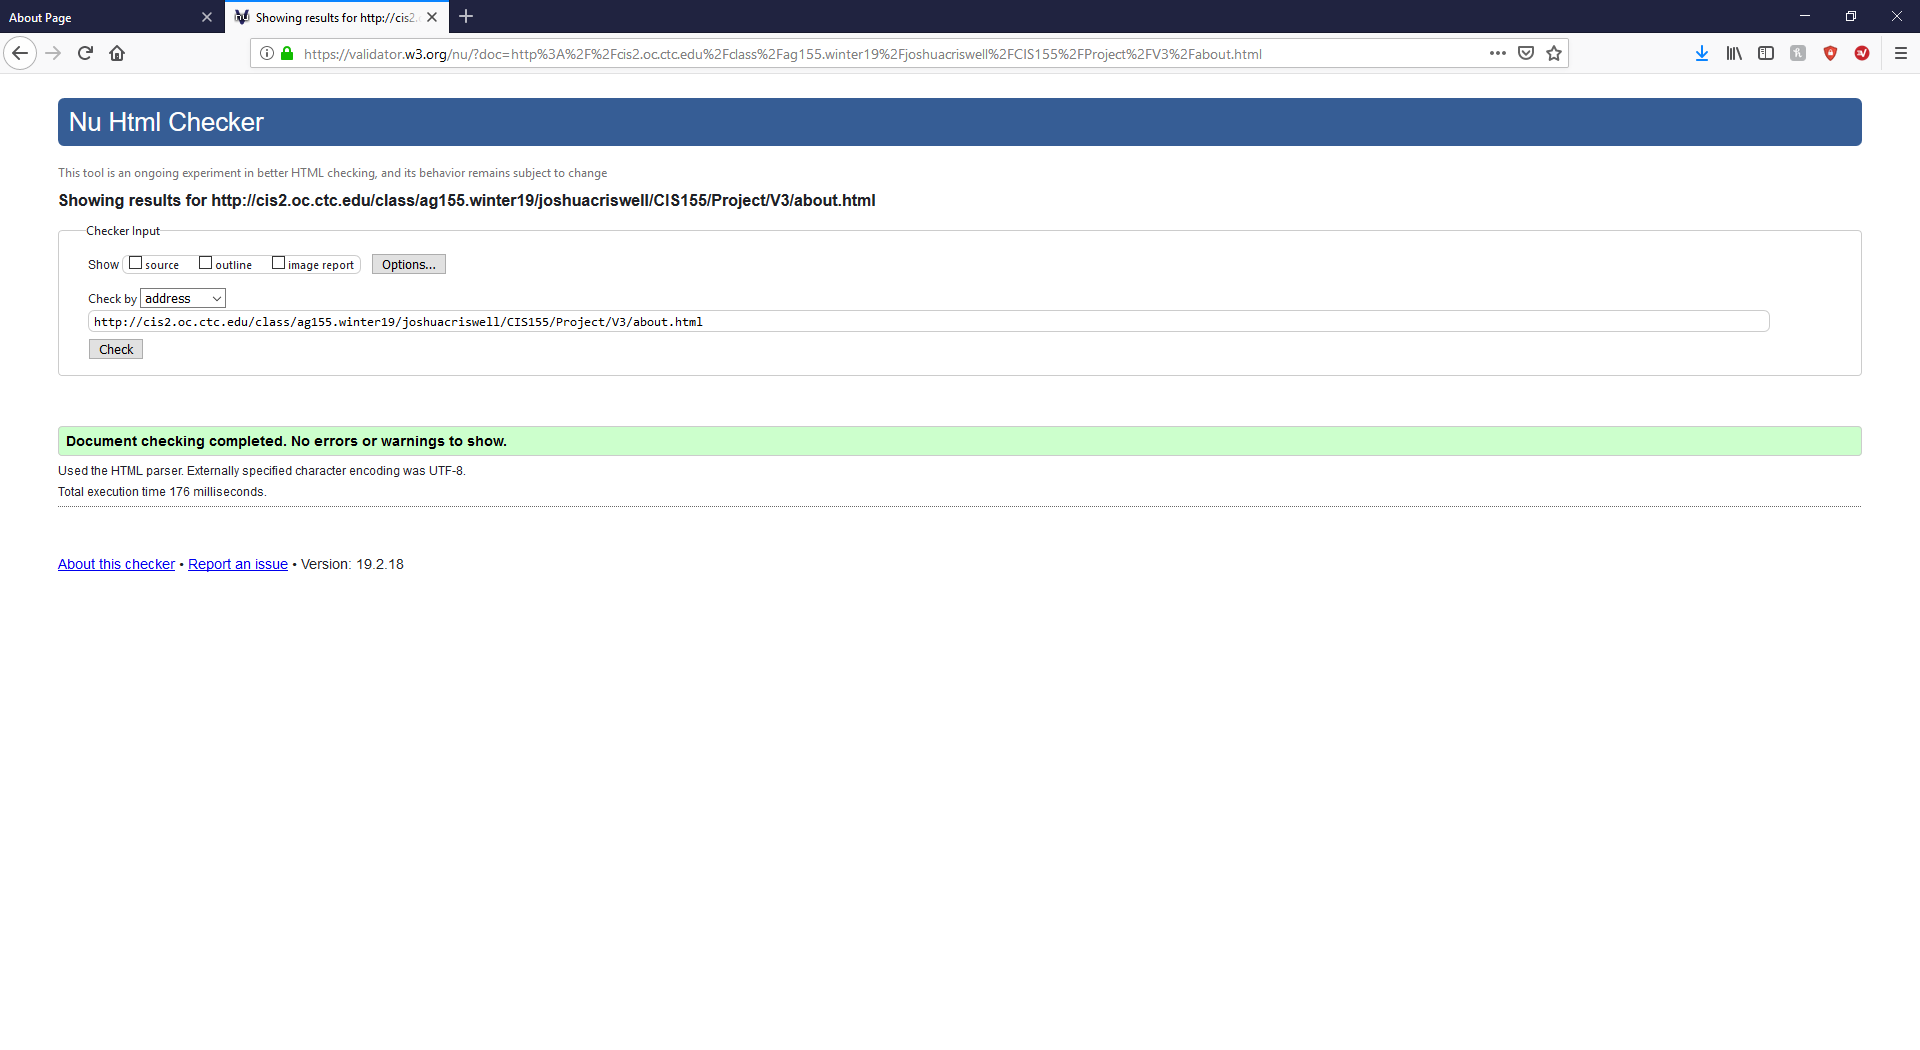 About Page
Showing results for http://cis2.
https://validator.w3.org/nu/?doc=http%3A%2F%2Fcis2.oc.ctc.edu%2Fclass%2Fag155.winter19%2Fjoshuacriswell%2FCIS155%2FProject%2FV3%2Fabout.html
Nu Html Checker
This tool is an ongoing experiment in better HTML checking, and its behavior remains subject to change
Showing results for http://cis2.oc.ctc.edu/class/ag155.winter19/joshuacriswell/CIS155/Project/V3/about.html
Checker Input
Show source outline image report Options...
Check by address
http://cis2.oc.ctc.edu/class/ag155.winter19/joshuacriswell/CIS155/Project/V3/about.html
Check
Document checking completed. No errors or warnings to show.
Used the HTML parser. Externally specified character encoding was UTF-8.
Total execution time 176 milliseconds.
About this checker • Report an issue • Version: 19.2.18